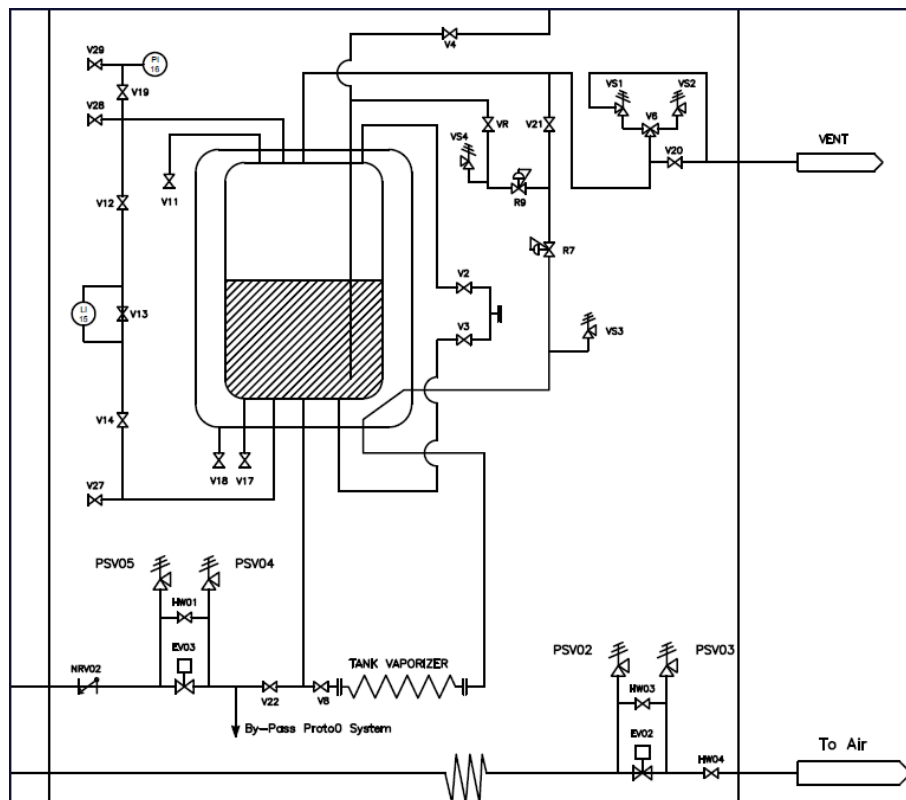 V4
V29
PI
16
V19
VS1
VS2
V28
VR
V21
V6
VS4
V20
VENT
V11
R9
V12
R7
V2
LI
15
V13
V3
VS3
V14
V18
V17
V27
PSV05
PSV04
HW01
EV03
TANK VAPORIZER
PSV02
PSV03
NRV02
V22
V8
HW03
By-Pass Proto0 System
EV02
To Air
HW04